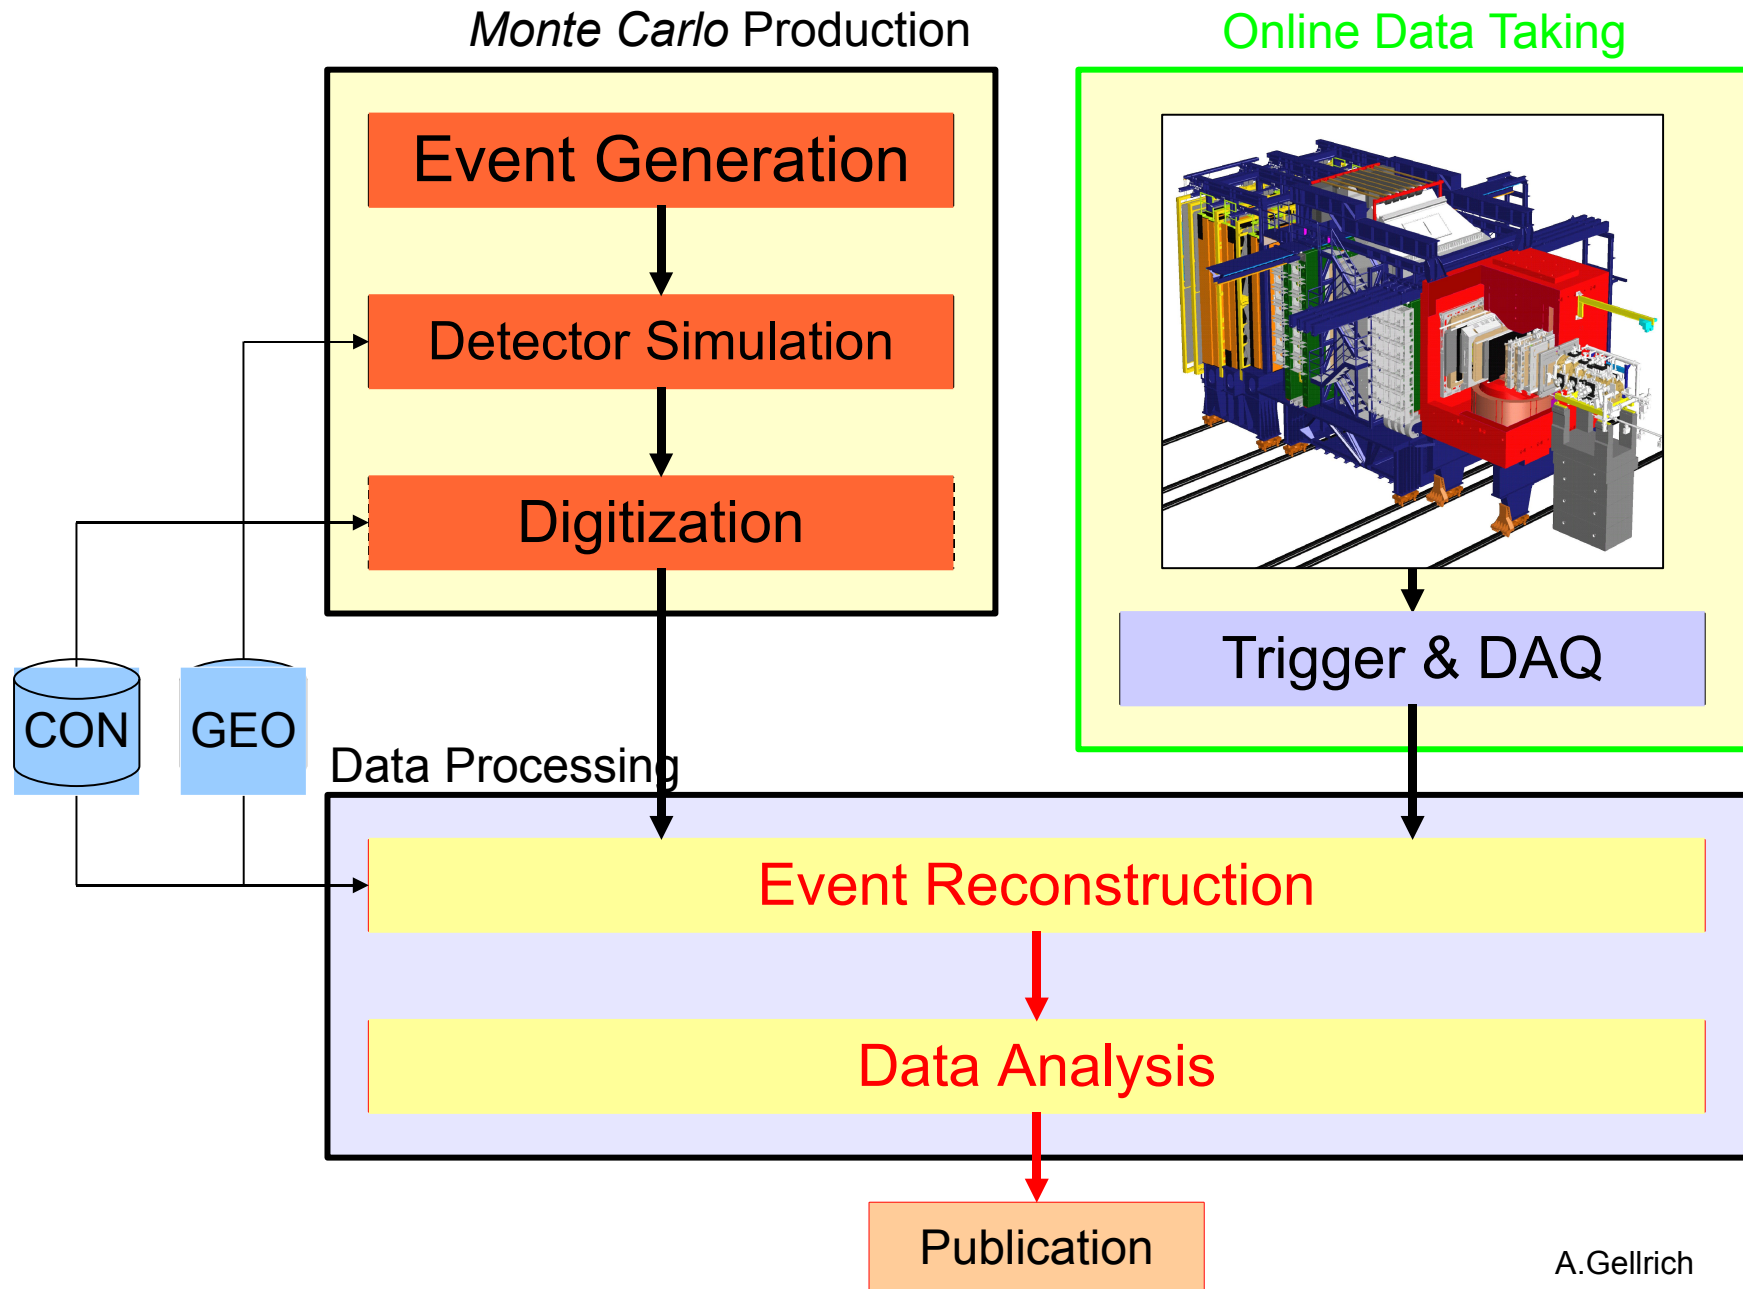 Monte Carlo Production
Online Data Taking
Event Generation
Detector Simulation
Digitization
Trigger & DAQ
CON
GEO
Data Processing
Event Reconstruction
Data Analysis
Publication
A.Gellrich